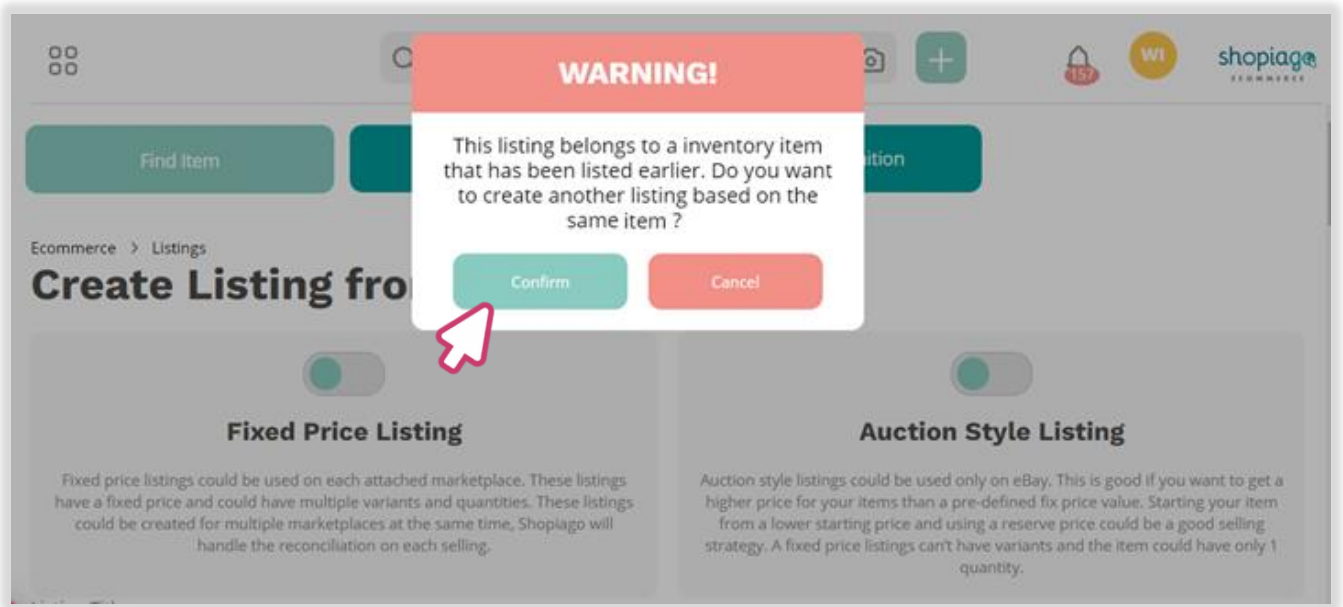 WARNING!
This listing belongs to a inventory item
that has been listed earlier. Do you want
to create another listing based on the
same item ?
Confirm
Cancel
157
WI
shopiago
ECOMMERCE
Find Item
Ecommerce > Listings
Create Listing fro
Fixed Price Listing
Fixed price listings could be used on each attached marketplace. These listings
have a fixed price and could have multiple variants and quantities. These listings
could be created for multiple marketplaces at the same time, Shopiago will
handle the reconciliation on each selling.
Auction Style Listing
Auction style listings could be used only on eBay. This is good if you want to get a
higher price for your items than a pre-defined fix price value. Starting your item
from a lower starting price and using a reserve price could be a good selling
strategy. A fixed price listings can't have variants and the item could have only 1
quantity.